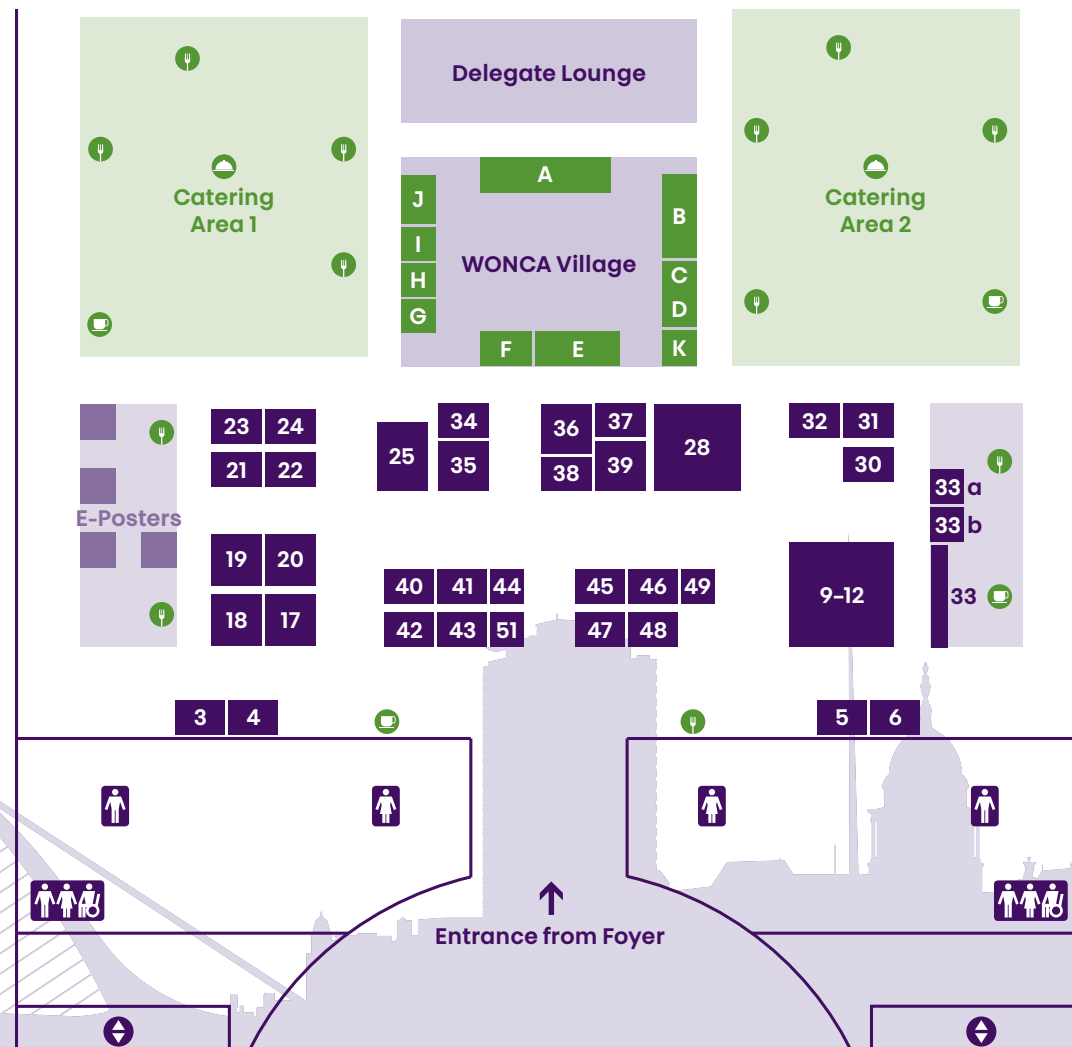 Delegate Lounge
Catering
Area 1
A
J
B
I
WONCA Village
H
C
G
D
F
E
K
Catering
Area 2
23
24
21
22
25
34
35
36
37
38
39
28
32
31
30
33 a
33 b
33
E-Posters
19
20
18
17
40
41
44
42
43
51
45
46
49
47
48
9-12
3
4
5
6
Entrance from Foyer